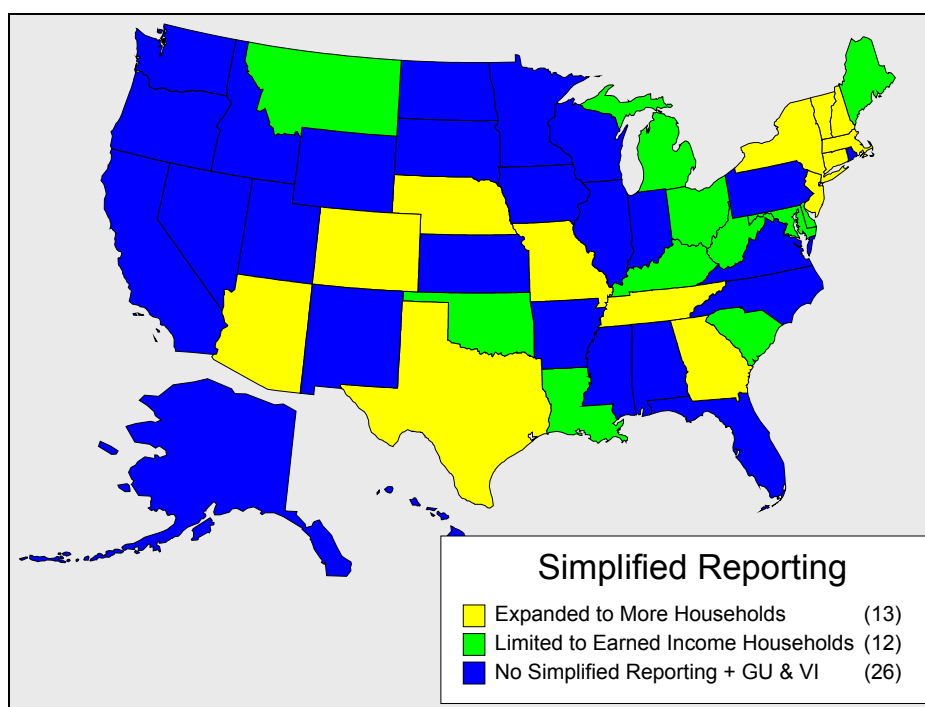 Simplified Reporting
Expanded to More Households (13)
Limited to Earned Income Households (12)
No Simplified Reporting + GU & VI (26)